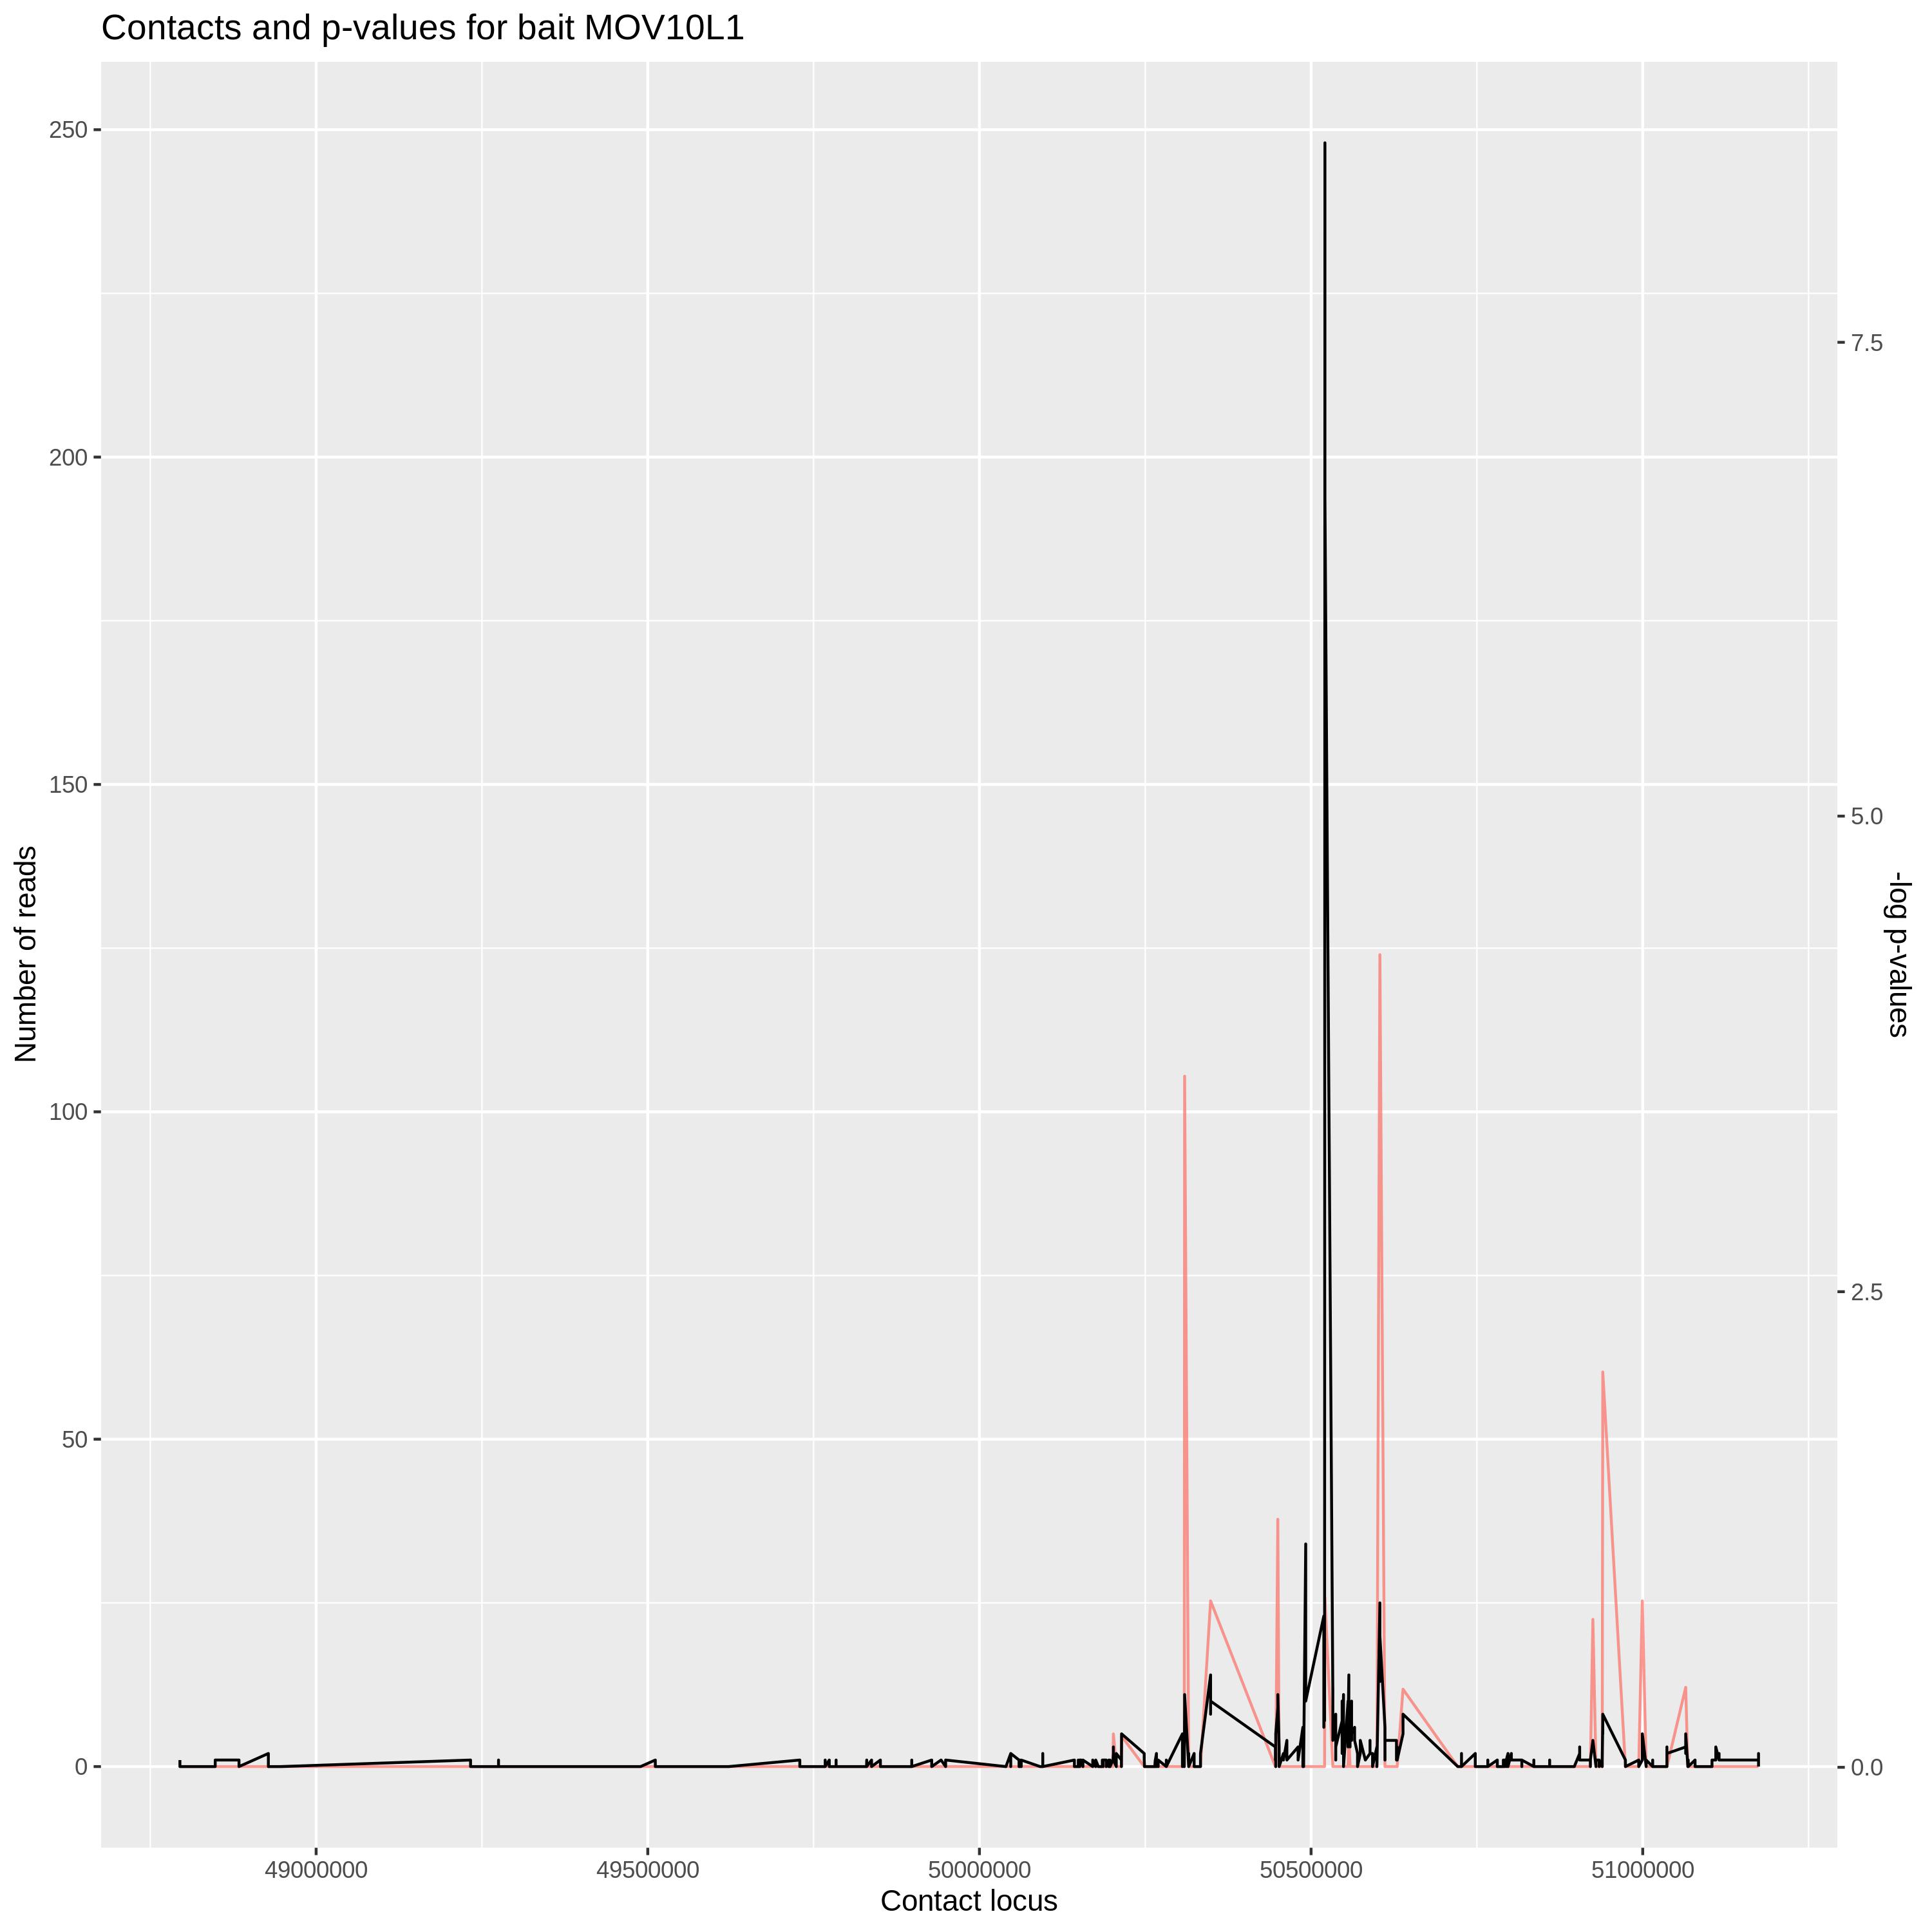 Contacts and p-values for bait MOV10L1
250
200
150
100
50
0
Number of reads
7.5
5.0
2.5
0.0
-log p-values
49000000 49500000 50000000 50500000 51000000
Contact locus